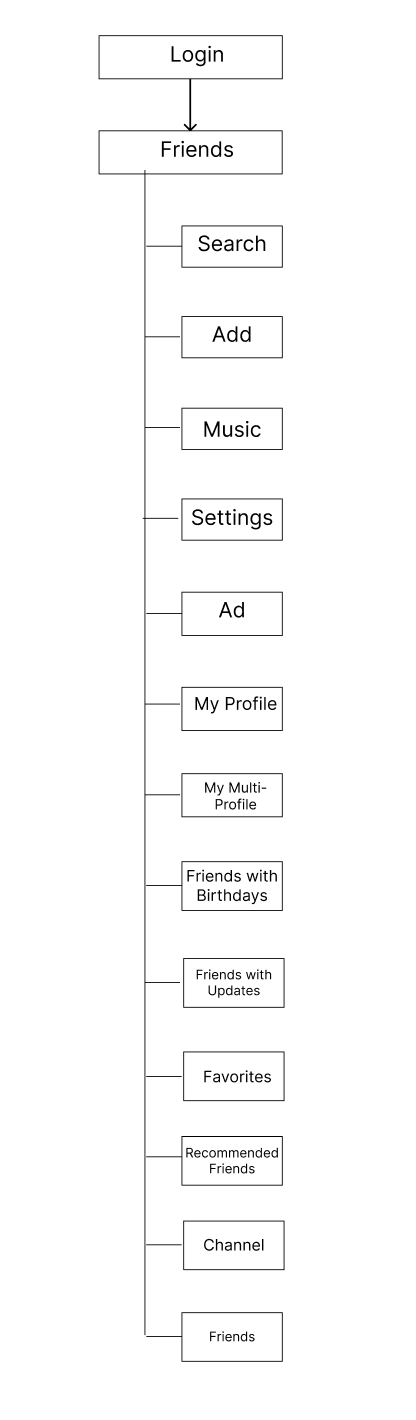 Login
Friends
Search
Add
Music
Settings
Ad
My Profile
My Multi-
Profile
Friends with
Birthdays
Friends with
Updates
Favorites
Recommended
Friends
Channel
Friends